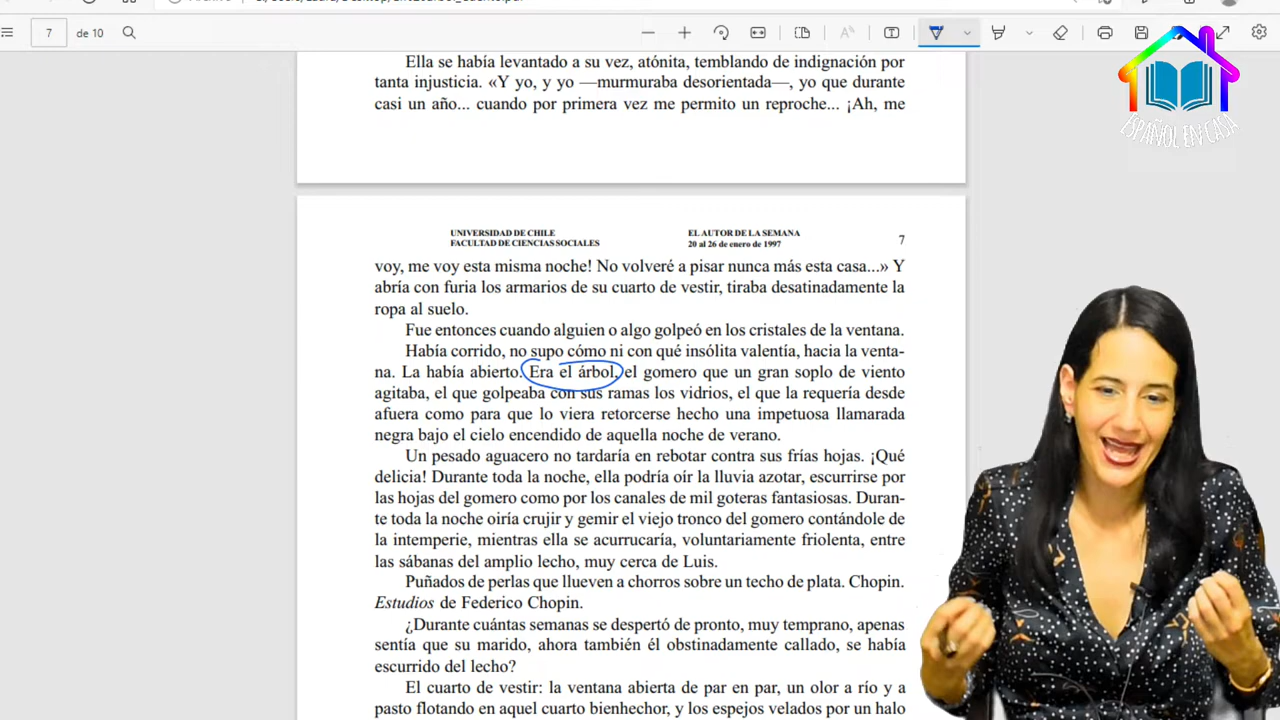 7
de 10
ESPAÑOL EN CASA
Ella se había levantado a su vez, atónita, temblando de indignación por
tanta injusticia. «Y yo, y yo —murmuraba desorientada—, yo que durante
casi un año... cuando por primera vez me permito un reproche... ¡Ah, me
UNIVERSIDAD DE CHILE
FACULTAD DE CIENCIAS SOCIALES
EL AUTOR DE LA SEMANA
20 al 26 de enero de 1997
7
voy, me voy esta misma noche! No volveré a pisar nunca más esta casa...» Y
abría con furia los armarios de su cuarto de vestir, tiraba desatinadamente la
ropa al suelo.
Fue entonces cuando alguien o algo golpeó en los cristales de la ventana.
Había corrido, no supo cómo ni con qué insólita valentía, hacia la venta-
na. La había abierto. Era el árbol, el gomero que un gran soplo de viento
agitaba, el que golpeaba con sus ramas los vidrios, el que la requería desde
afuera como para que lo viera retorcerse hecho una impetuosa llamarada
negra bajo el cielo encendido de aquella noche de verano.
Un pesado aguacero no tardaría en rebotar contra sus frías hojas. ¡Qué
delicia! Durante toda la noche, ella podría oír la lluvia azotar, escurrirse por
las hojas del gomero como por los canales de mil goteras fantasiosas. Duran-
te toda la noche oiría crujir y gemir el viejo tronco del gomero contándole de
la intemperie, mientras ella se acurrucaría, voluntariamente friolenta, entre
las sábanas del amplio lecho, muy cerca de Luis.
Puñados de perlas que llueven a chorros sobre un techo de plata. Chopin.
Estudios de Federico Chopin.
¿Durante cuántas semanas se despertó de pronto, muy temprano, apenas
sentía que su marido, ahora también él obstinadamente callado, se había
escurrido del lecho?
El cuarto de vestir: la ventana abierta de par en par, un olor a río y a
pasto flotando en aquel cuarto bienhechor, y los espejos velados por un halo